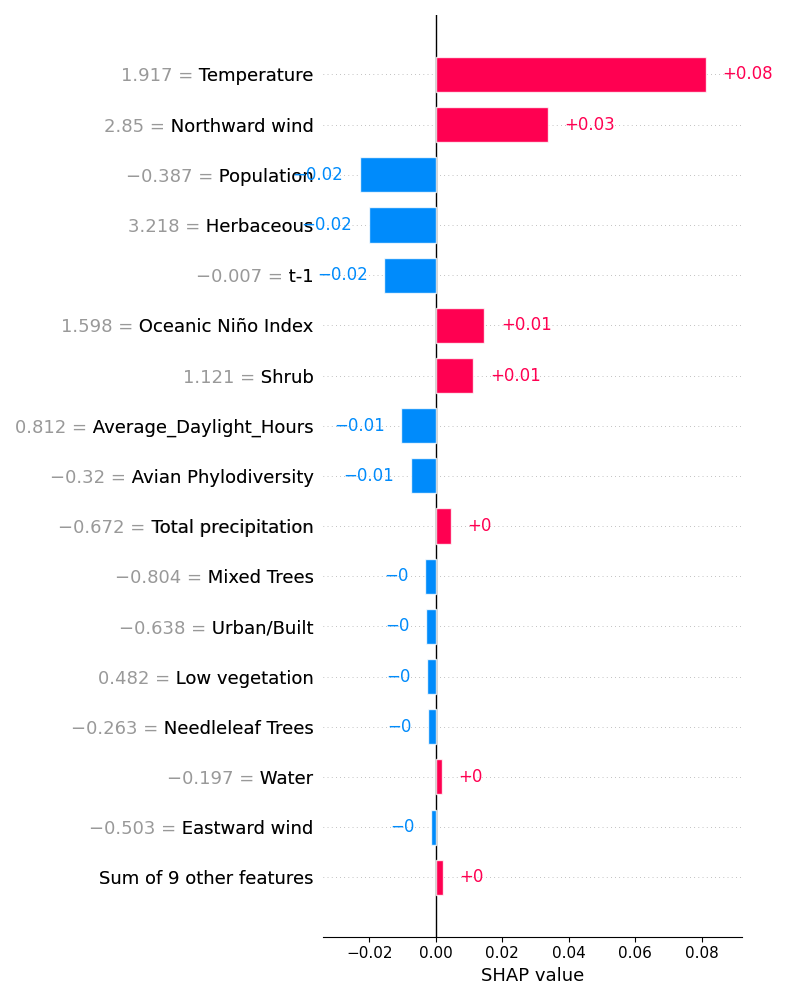 1.917 = Temperature +0.08
2.85 = Northward wind +0.03
−0.387 = Population −0.02
3.218 = Herbaceous −0.02
−0.007 = t-1 −0.02
1.598 = Oceanic Niño Index +0.01
1.121 = Shrub +0.01
0.812 = Average_Daylight_Hours −0.01
−0.32 = Avian Phylodiversity −0.01
−0.672 = Total precipitation +0
−0.804 = Mixed Trees −0
−0.638 = Urban/Built −0
0.482 = Low vegetation −0
−0.263 = Needleleaf Trees −0
−0.197 = Water +0
−0.503 = Eastward wind −0
Sum of 9 other features +0
−0.02 0.00 0.02 0.04 0.06 0.08
SHAP value